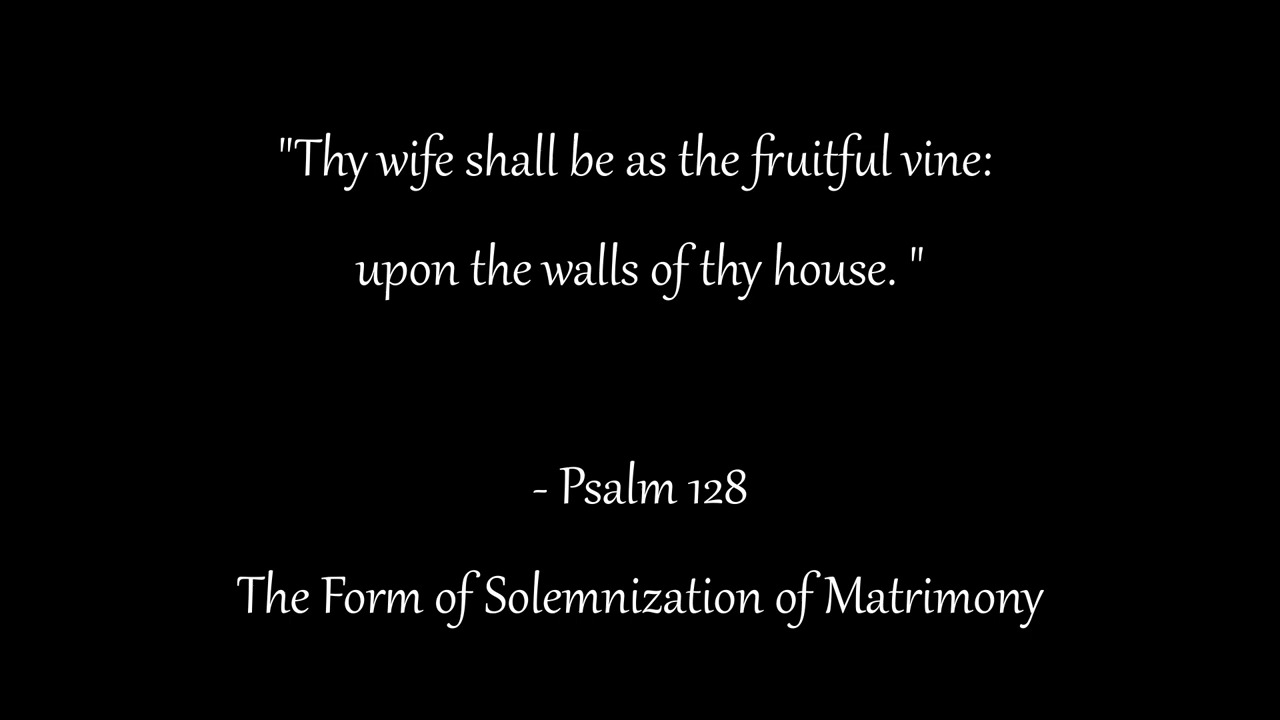 "Thy wife shall be as the fruitful vine:
upon the walls of thy house. "
- Psalm 128
The Form of Solemnization of Matrimony